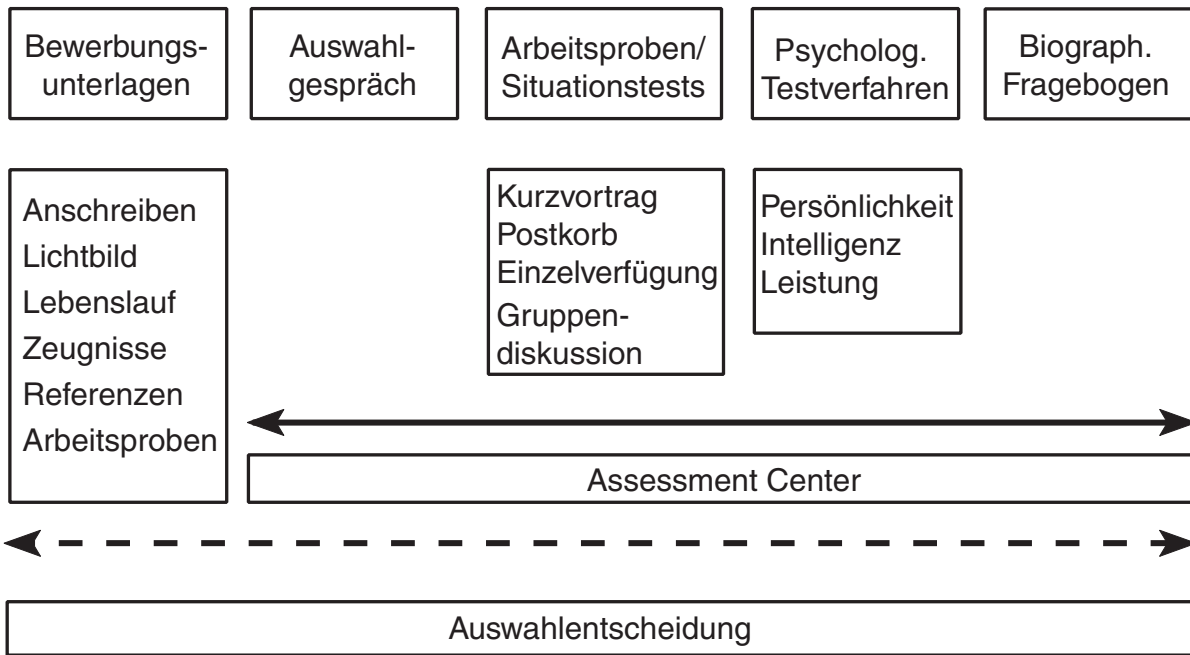 Bewerbungs-
unterlagen
Auswahl-
gespräch
Arbeitsproben/
Situationstests
Psycholog.
Testverfahren
Biograph.
Fragebogen
Anschreiben
Lichtbild
Lebenslauf
Zeugnisse
Referenzen
Arbeitsproben
Kurzvortrag
Postkorb
Einzelverfügung
Gruppen-
diskussion
Persönlichkeit
Intelligenz
Leistung
Assessment Center
Auswahlentscheidung